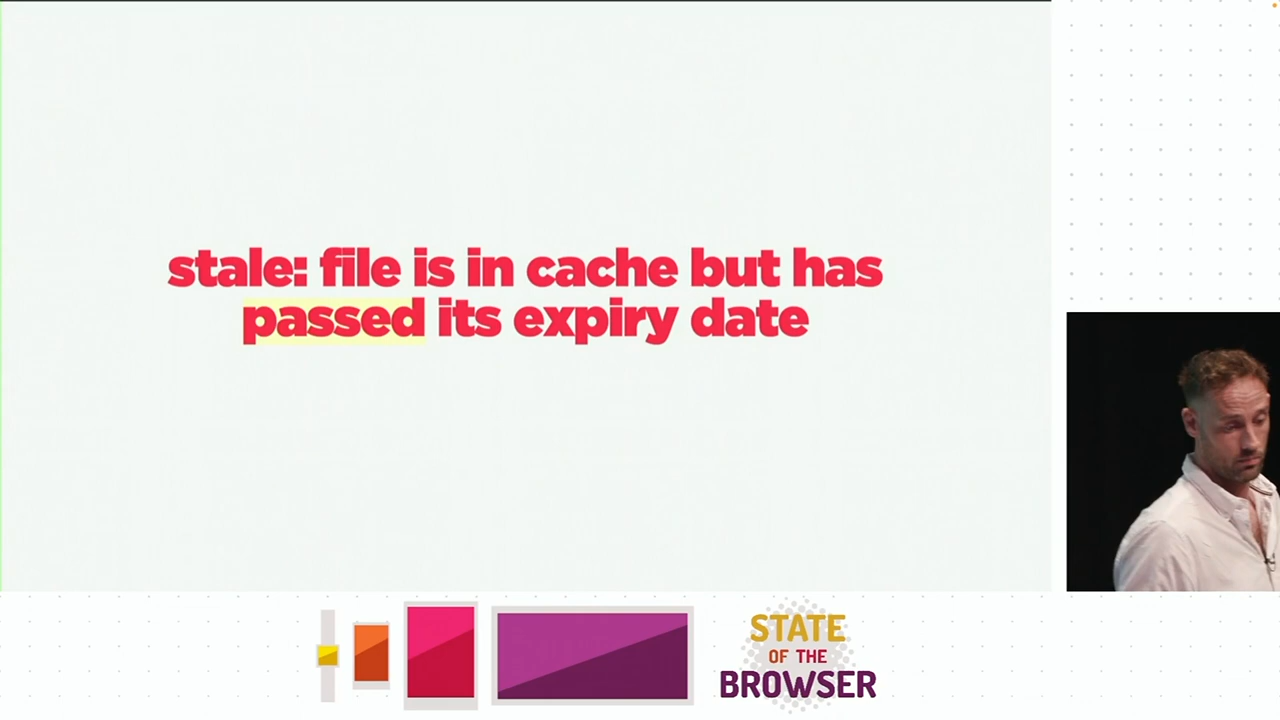 stale: file is in cache but has
passed its expiry date
STATE
OF THE
BROWSER